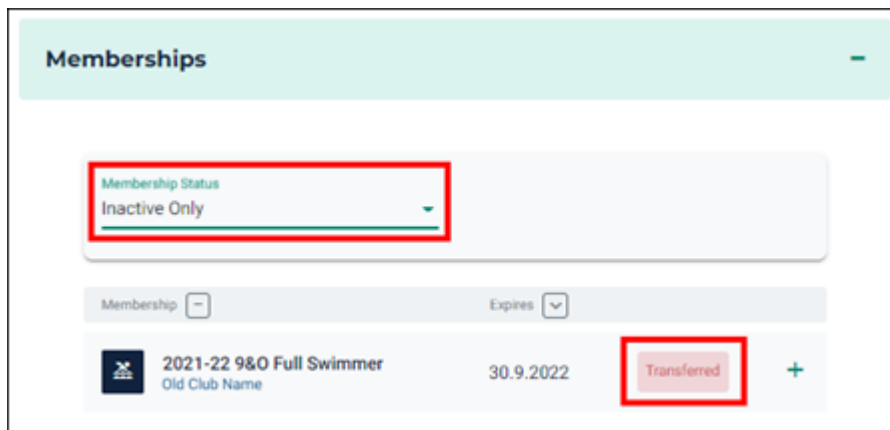 Memberships
Membership Status
Inactive Only
Membership Expires
2021-22 9&O Full Swimmer
Old Club Name
30.9.2022
Transferred